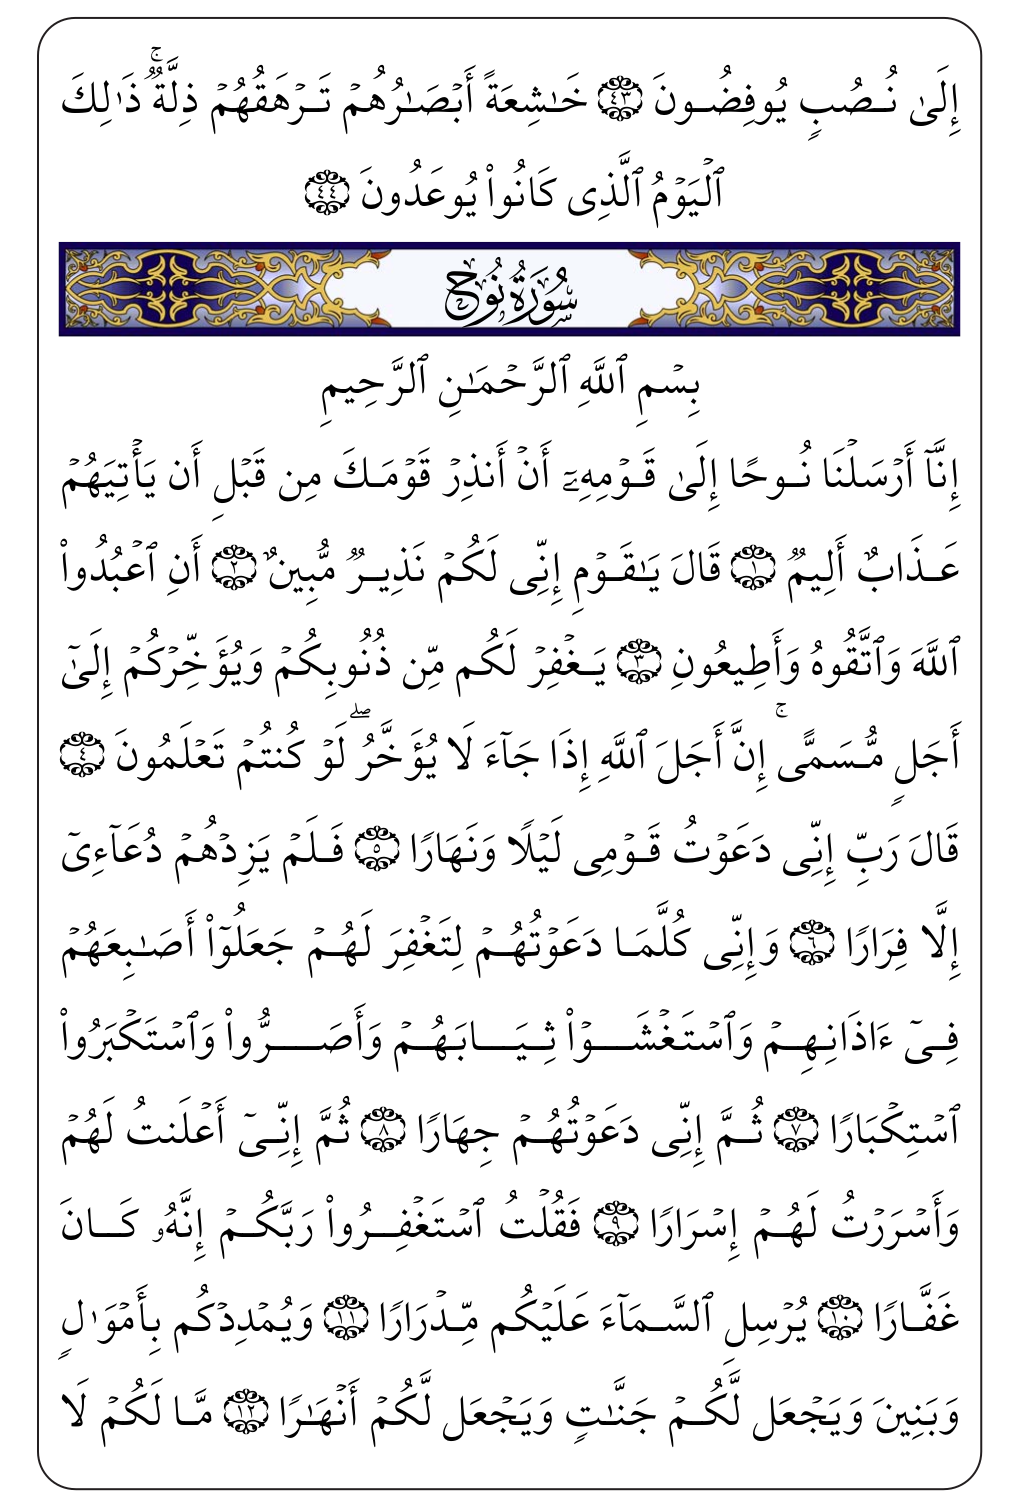 إِلَىٰ نُصُبٍ يُوفِضُونَ ٤٣ خَٰشِعَةً أَبۡصَٰرُهُمۡ تَرۡهَقُهُمۡ ذِلَّةٞۚ ذَٰلِكَ
ٱلۡيَوۡمُ ٱلَّذِي كَانُواْ يُوعَدُونَ ٤٤
سُورَةُ نُوحٍ
بِسۡمِ ٱللَّهِ ٱلرَّحۡمَٰنِ ٱلرَّحِيمِ
إِنَّآ أَرۡسَلۡنَا نُوحًا إِلَىٰ قَوۡمِهِۦٓ أَنۡ أَنذِرۡ قَوۡمَكَ مِن قَبۡلِ أَن يَأۡتِيَهُمۡ
عَذَابٌ أَلِيمٞ ١ قَالَ يَٰقَوۡمِ إِنِّي لَكُمۡ نَذِيرٞ مُّبِينٌ ٢ أَنِ ٱعۡبُدُواْ
ٱللَّهَ وَٱتَّقُوهُ وَأَطِيعُونِ ٣ يَغۡفِرۡ لَكُم مِّن ذُنُوبِكُمۡ وَيُؤَخِّرۡكُمۡ إِلَىٰٓ
أَجَلٖ مُّسَمًّىۚ إِنَّ أَجَلَ ٱللَّهِ إِذَا جَآءَ لَا يُؤَخَّرُۖ لَوۡ كُنتُمۡ تَعۡلَمُونَ ٤
قَالَ رَبِّ إِنِّي دَعَوۡتُ قَوۡمِي لَيۡلٗا وَنَهَارٗا ٥ فَلَمۡ يَزِدۡهُمۡ دُعَآءِيٓ
إِلَّا فِرَارٗا ٦ وَإِنِّي كُلَّمَا دَعَوۡتُهُمۡ لِتَغۡفِرَ لَهُمۡ جَعَلُوٓاْ أَصَٰبِعَهُمۡ
فِيٓ ءَاذَانِهِمۡ وَٱسۡتَغۡشَوۡاْ ثِيَابَهُمۡ وَأَصَرُّواْ وَٱسۡتَكۡبَرُواْ
ٱسۡتِكۡبَارٗا ٧ ثُمَّ إِنِّي دَعَوۡتُهُمۡ جِهَارٗا ٨ ثُمَّ إِنِّيٓ أَعۡلَنتُ لَهُمۡ
وَأَسۡرَرۡتُ لَهُمۡ إِسۡرَارٗا ٩ فَقُلۡتُ ٱسۡتَغۡفِرُواْ رَبَّكُمۡ إِنَّهُۥ كَانَ
غَفَّارٗا ١٠ يُرۡسِلِ ٱلسَّمَآءَ عَلَيۡكُم مِّدۡرَارٗا ١١ وَيُمۡدِدۡكُم بِأَمۡوَٰلٖ
وَبَنِينَ وَيَجۡعَل لَّكُمۡ جَنَّٰتٖ وَيَجۡعَل لَّكُمۡ أَنۡهَٰرٗا ١٢ مَّا لَكُمۡ لَا